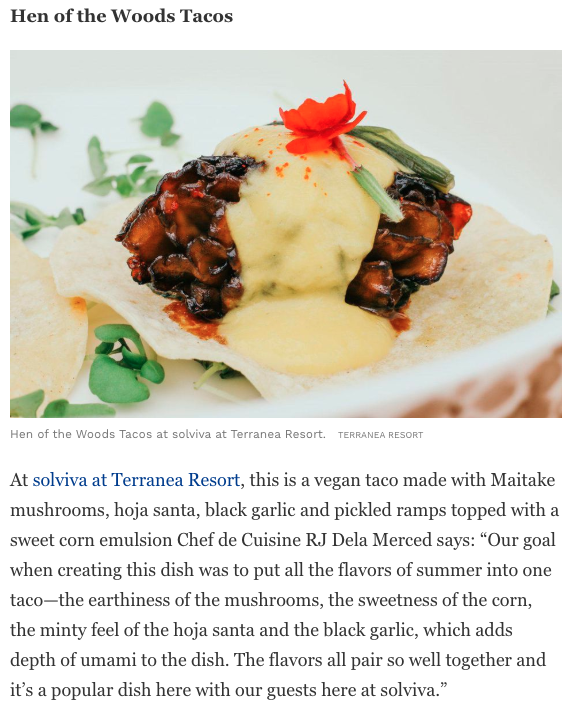 Hen of the Woods Tacos
Hen of the Woods Tacos at solviva at Terranea Resort. TERRANEA RESORT
At solviva at Terranea Resort, this is a vegan taco made with Maitake
mushrooms, hoja santa, black garlic and pickled ramps topped with a
sweet corn emulsion Chef de Cuisine RJ Dela Merced says: “Our goal
when creating this dish was to put all the flavors of summer into one
taco—the earthiness of the mushrooms, the sweetness of the corn,
the minty feel of the hoja santa and the black garlic, which adds
depth of umami to the dish. The flavors all pair so well together and
it’s a popular dish here with our guests here at solviva.”